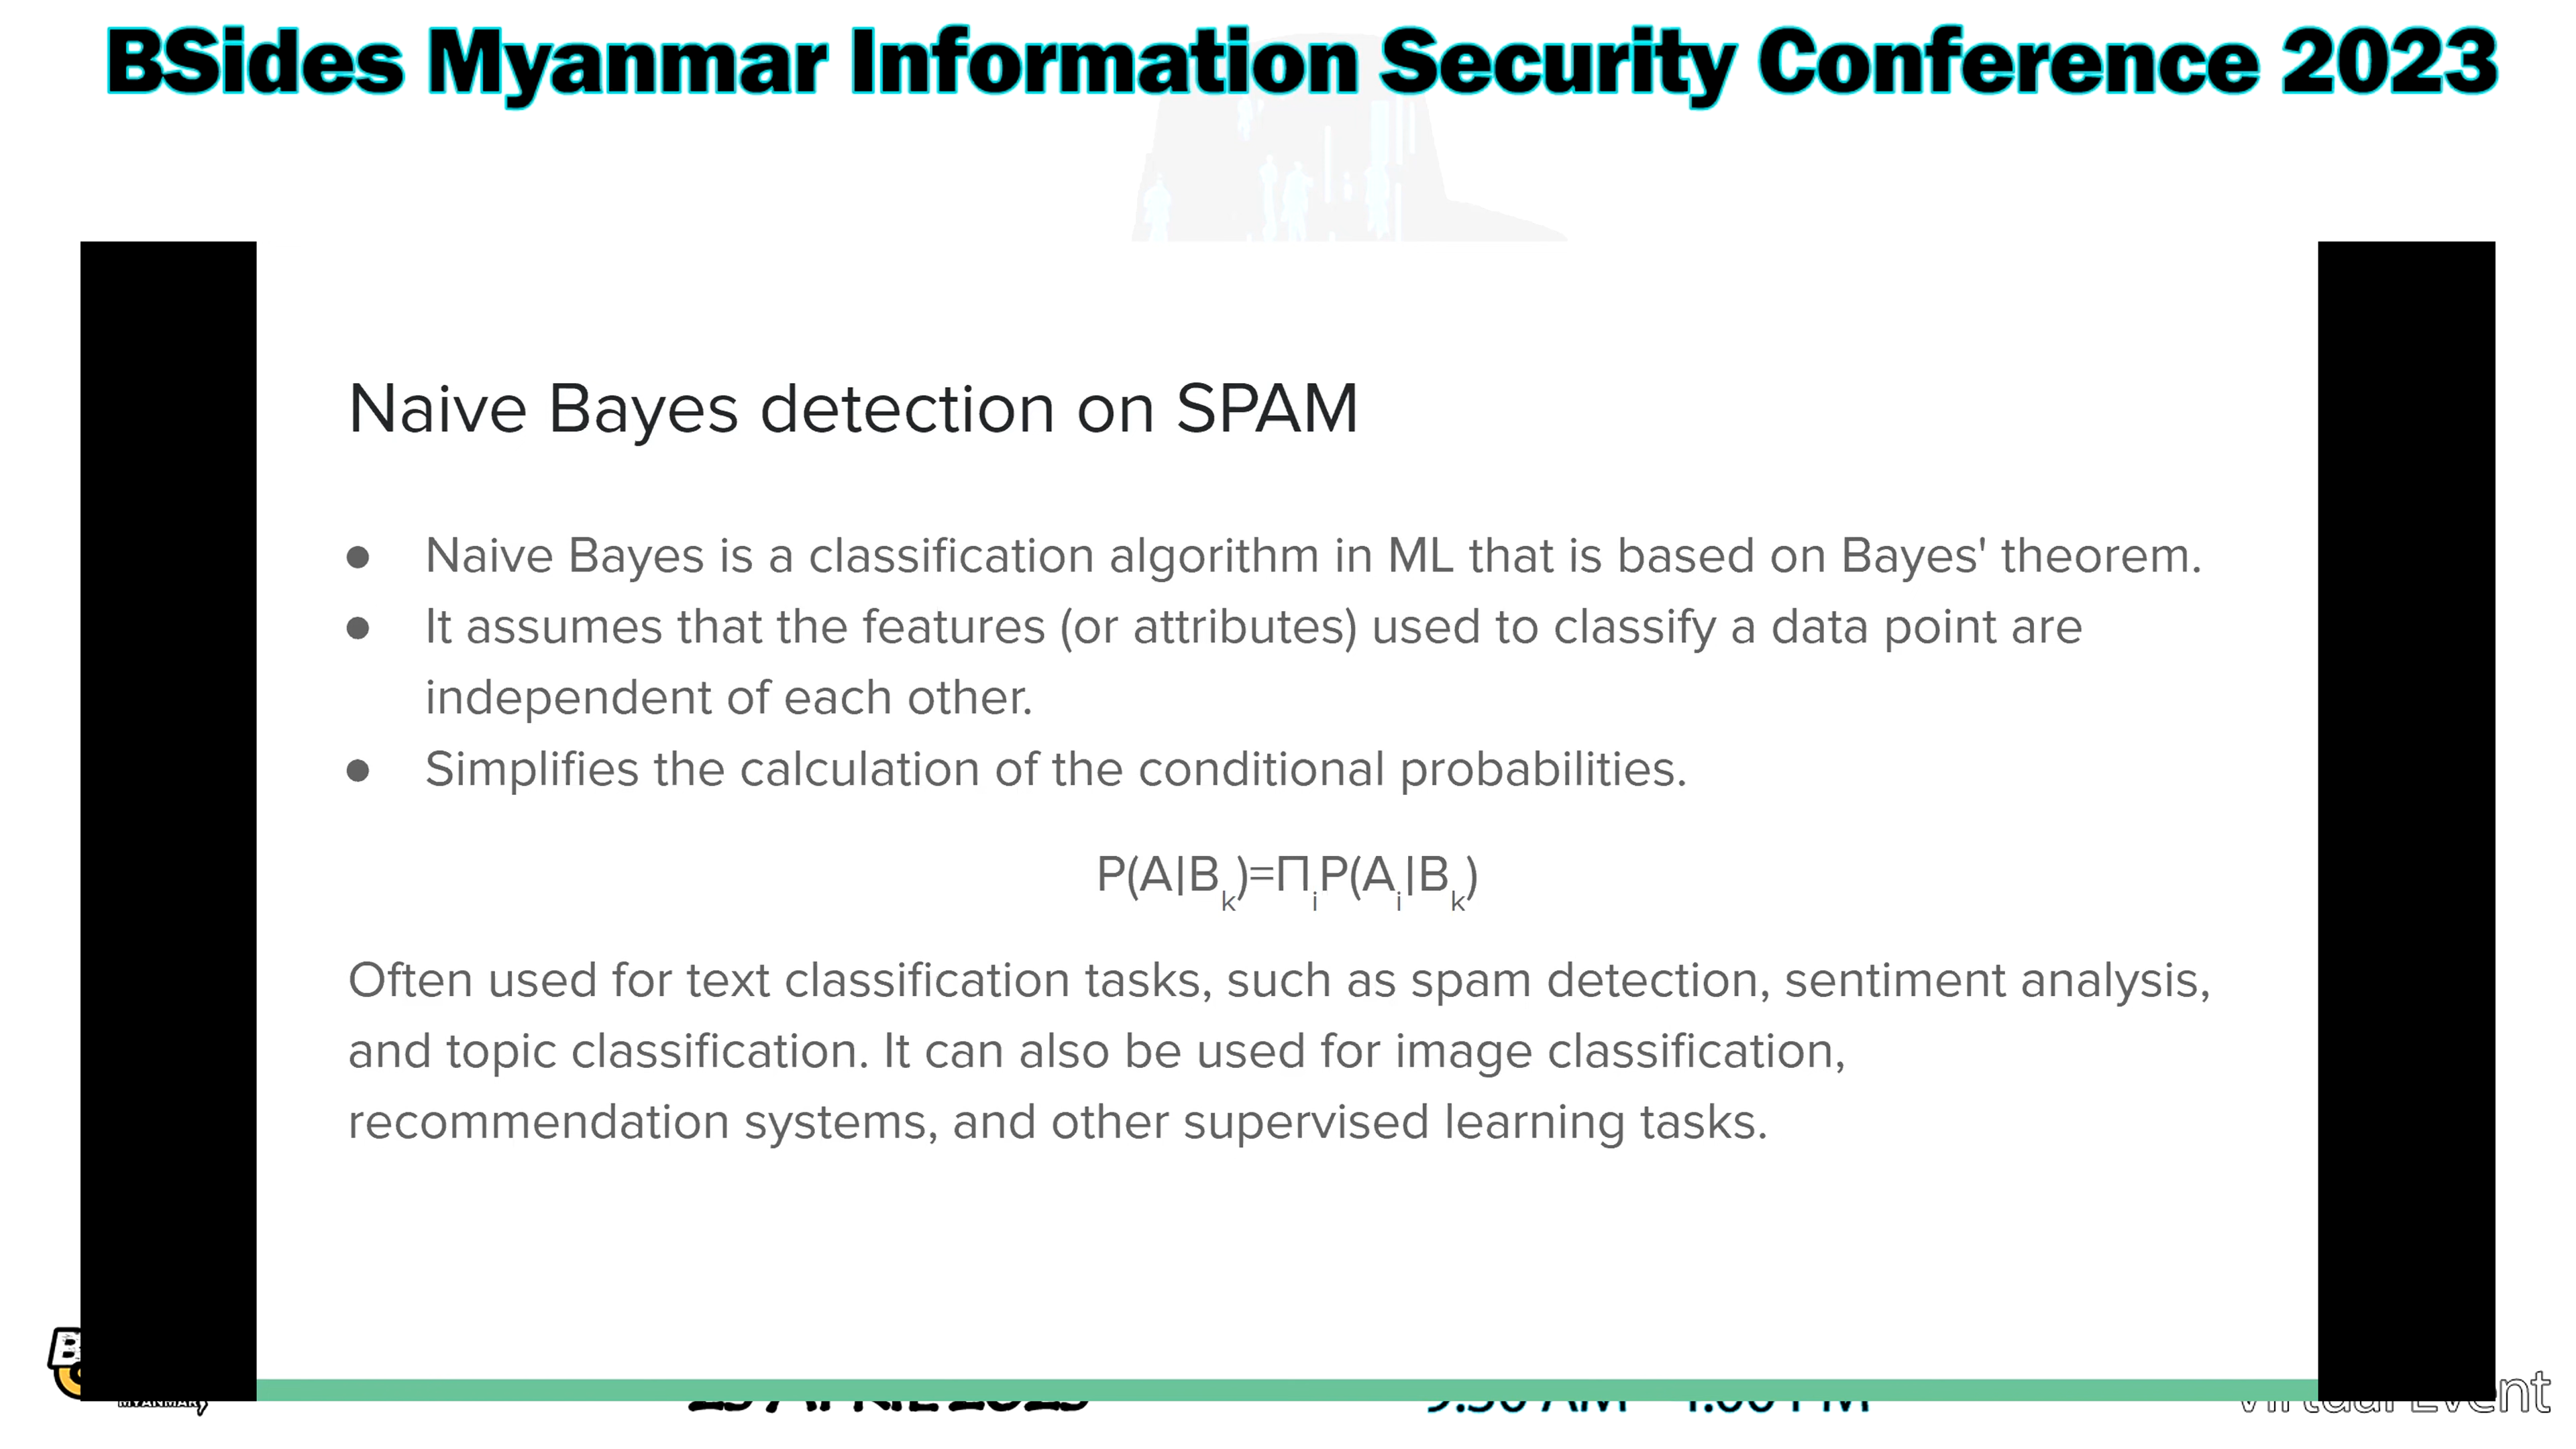 BSides Myanmar Information Security Conference 2023
Naive Bayes detection on SPAM
● Naive Bayes is a classification algorithm in ML that is based on Bayes' theorem.
● It assumes that the features (or attributes) used to classify a data point are
independent of each other.
● Simplifies the calculation of the conditional probabilities.
P(A|Bk)=ΠiP(Ai|Bk)
Often used for text classification tasks, such as spam detection, sentiment analysis,
and topic classification. It can also be used for image classification,
recommendation systems, and other supervised learning tasks.
MYANMAR
Virtual Event